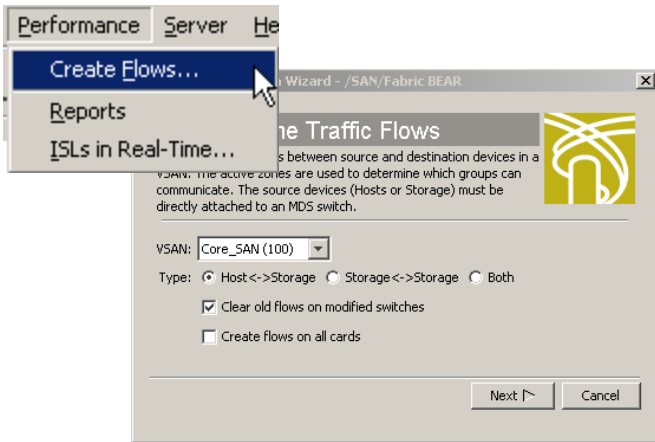 Performance Server He
Create Flows...
Reports
ISLs in Real-Time...
Wizard - /SAN/Fabric BEAR
Traffic Flows
between source and destination devices in a
VSAN. The active zones are used to determine which groups can
communicate. The source devices (Hosts or Storage) must be
directly attached to an MDS switch.
VSAN: Core_SAN (100)
Type: Host<->Storage Storage<->Storage Both
Clear old flows on modified switches
Create flows on all cards
Next Cancel